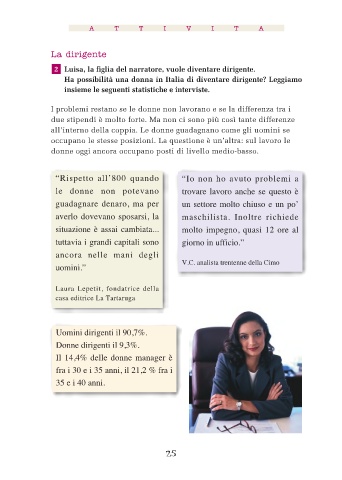 A T T I V I T A
La dirigente
2 Luisa, la figlia del narratore, vuole diventare dirigente.
Ha possibilità una donna in Italia di diventare dirigente? Leggiamo
insieme le seguenti statistiche e interviste.
I problemi restano se le donne non lavorano e se la differenza tra i
due stipendi è molto forte. Ma non ci sono più così tante differenze
all'interno della coppia. Le donne guadagnano come gli uomini se
occupano le stesse posizioni. La questione è un'altra: sul lavoro le
donne oggi ancora occupano posti di livello medio-basso.
“Rispetto all'800 quando
le donne non potevano
guadagnare denaro, ma per
averlo dovevano sposarsi, la
situazione è assai cambiata...
tuttavia i grandi capitali sono
ancora nelle mani degli
uomini.”
Laura Lepetit, fondatrice della
casa editrice La Tartaruga
“Io non ho avuto problemi a
trovare lavoro anche se questo è
un settore molto chiuso e un po'
maschilista. Inoltre richiede
molto impegno, quasi 12 ore al
giorno in ufficio.”
V.C. analista trentenne della Cimo
Uomini dirigenti il 90,7%.
Donne dirigenti il 9,3%.
Il 14,4% delle donne manager è
fra i 30 e i 35 anni, il 21,2 % fra i
35 e i 40 anni.
25